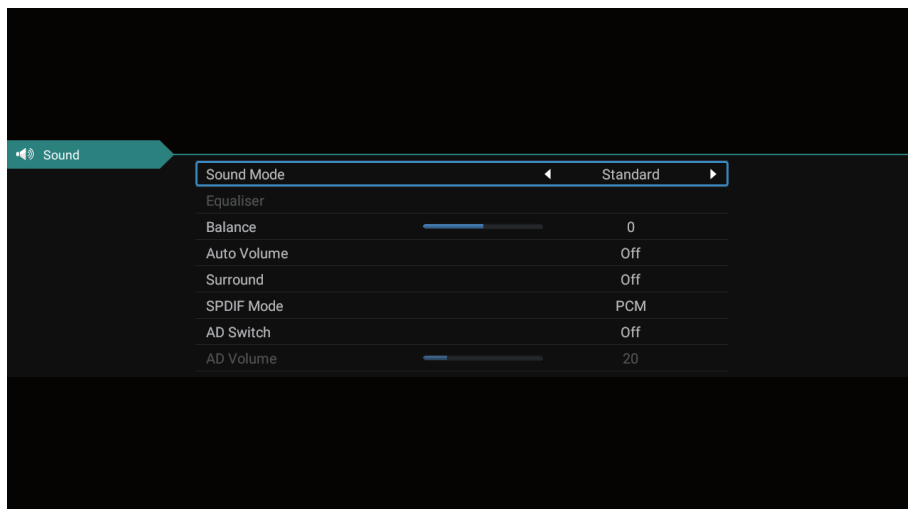 Sound
Sound Mode Standard
Equaliser
Balance 0
Auto Volume Off
Surround Off
SPDIF Mode PCM
AD Switch Off
AD Volume 20